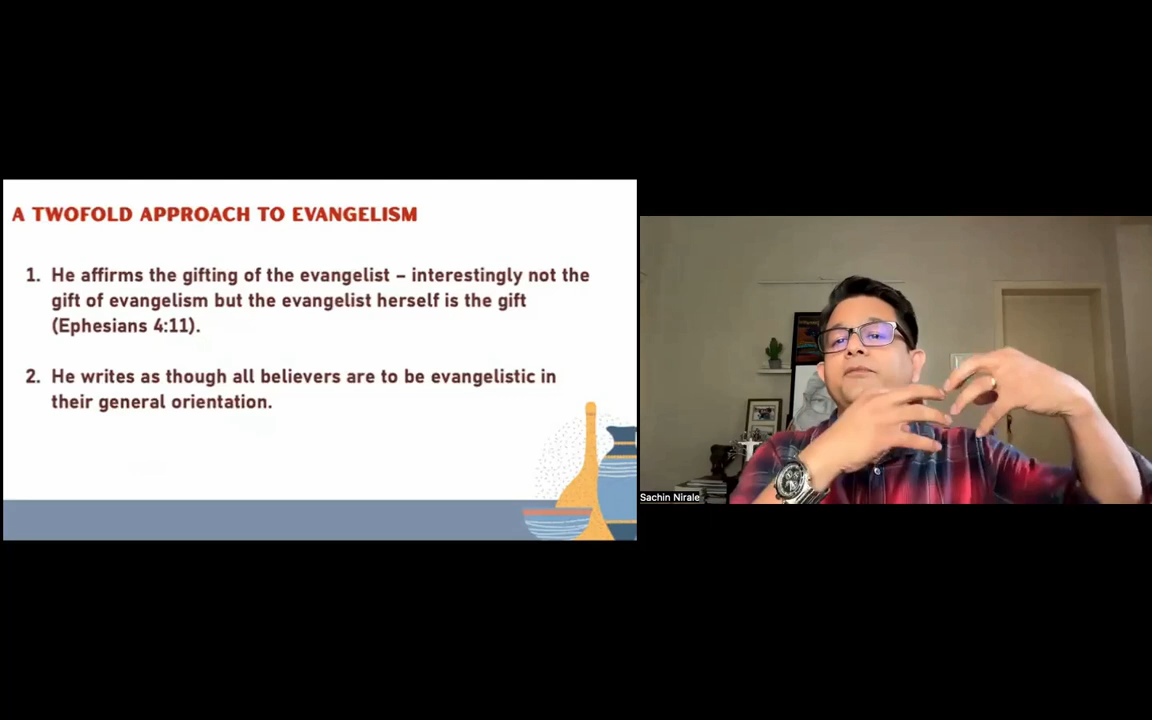 A TWOFOLD APPROACH TO EVANGELISM
1. He affirms the gifting of the evangelist – interestingly not the
gift of evangelism but the evangelist herself is the gift
(Ephesians 4:11).
2. He writes as though all believers are to be evangelistic in
their general orientation.
Sachin Nirale